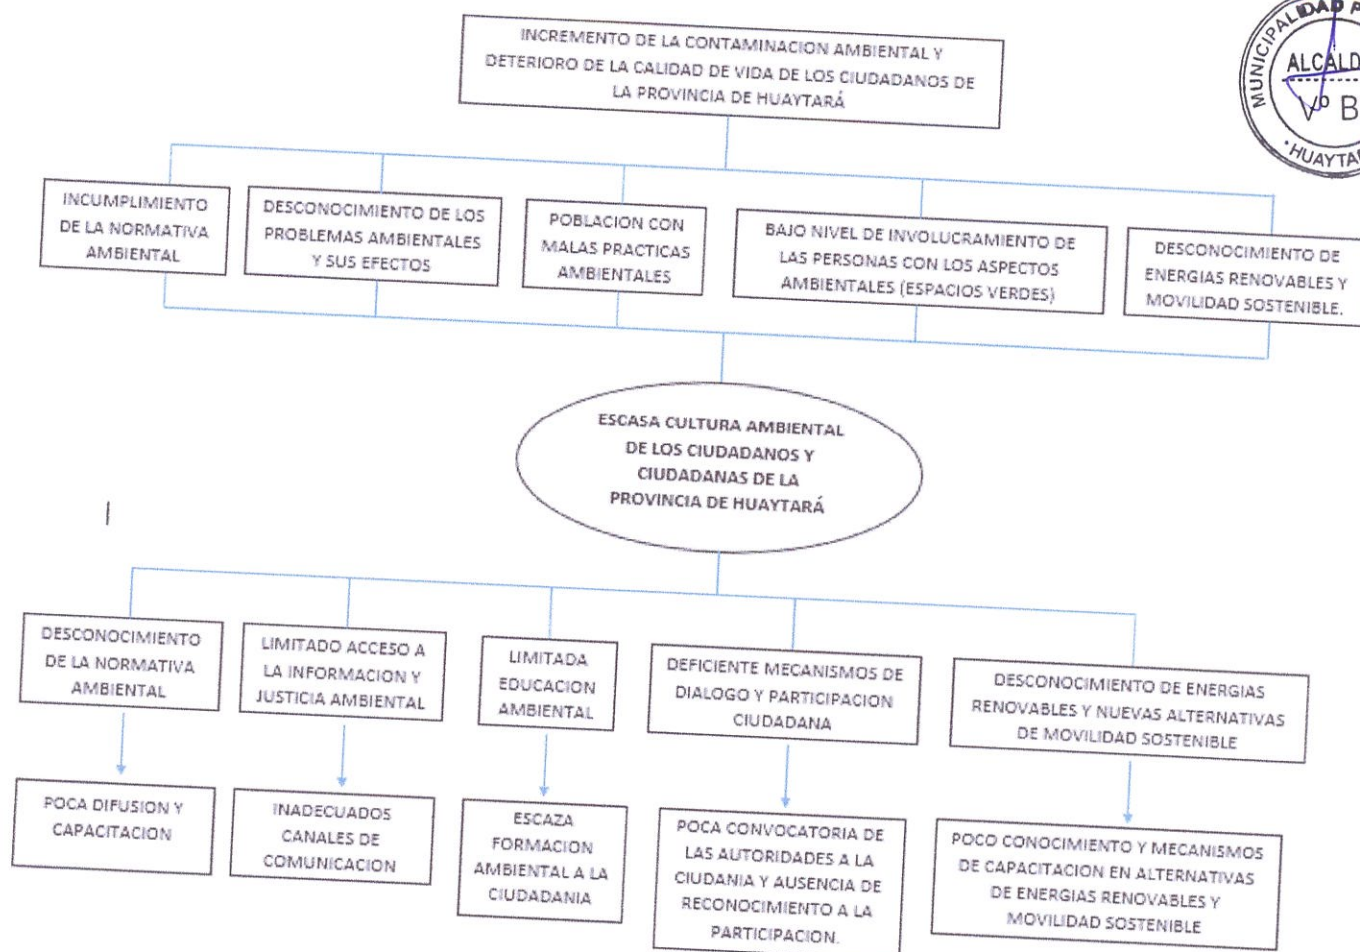 INCREMENTO DE LA CONTAMINACION AMBIENTAL Y
DETERIORO DE LA CALIDAD DE VIDA DE LOS CIUDADANOS DE
LA PROVINCIA DE HUAYTARÁ
MUNICIPALIDAD P
ALCALD
Vº B
HUAYTA
INCUMPLIMIENTO
DE LA NORMATIVA
AMBIENTAL
DESCONOCIMIENTO DE LOS
PROBLEMAS AMBIENTALES
Y SUS EFECTOS
POBLACION CON
MALAS PRACTICAS
AMBIENTALES
BAJO NIVEL DE INVOLUCRAMIENTO DE
LAS PERSONAS CON LOS ASPECTOS
AMBIENTALES (ESPACIOS VERDES)
DESCONOCIMIENTO DE
ENERGIAS RENOVABLES Y
MOVILIDAD SOSTENIBLE.
ESCASA CULTURA AMBIENTAL
DE LOS CIUDADANOS Y
CIUDADANAS DE LA
PROVINCIA DE HUAYTARÁ
DESCONOCIMIENTO
DE LA NORMATIVA
AMBIENTAL
LIMITADO ACCESO A
LA INFORMACION Y
JUSTICIA AMBIENTAL
LIMITADA
EDUCACION
AMBIENTAL
DEFICIENTE MECANISMOS DE
DIALOGO Y PARTICIPACION
CIUDADANA
DESCONOCIMIENTO DE ENERGIAS
RENOVABLES Y NUEVAS ALTERNATIVAS
DE MOVILIDAD SOSTENIBLE
POCA DIFUSION Y
CAPACITACION
INADECUADOS
CANALES DE
COMUNICACION
ESCAZA
FORMACION
AMBIENTAL A LA
CIUDADANIA
POCA CONVOCATORIA DE
LAS AUTORIDADES A LA
CIUDANIA Y AUSENCIA DE
RECONOCIMIENTO A LA
PARTICIPACION.
POCO CONOCIMIENTO Y MECANISMOS
DE CAPACITACION EN ALTERNATIVAS
DE ENERGIAS RENOVABLES Y
MOVILIDAD SOSTENIBLE